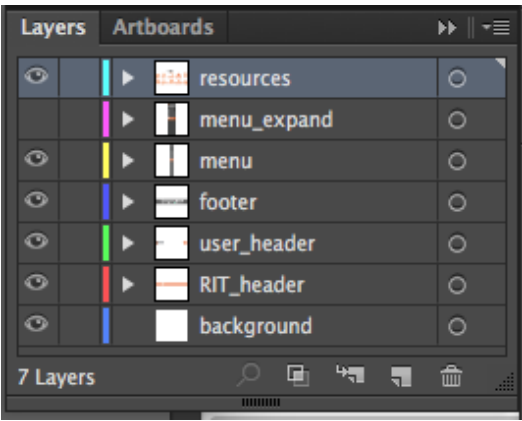 Layers Artboards
resources
menu_expand
menu
footer
user_header
RIT_header
background
7 Layers